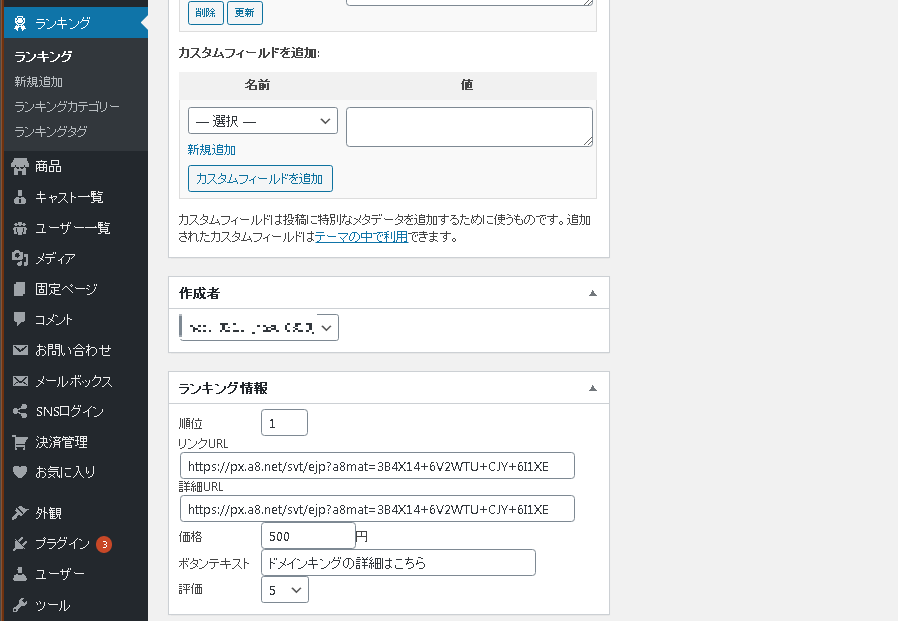 ランキング
ランキング
新規追加
ランキングカテゴリー
ランキングタグ
商品
キャスト一覧
ユーザー一覧
メディア
固定ページ
コメント
お問い合わせ
メールボックス
SNSログイン
決済管理
お気に入り
外観
プラグイン 3
ユーザー
ツール
削除 更新
カスタムフィールドを追加:
名前 値
— 選択 —
新規追加
カスタムフィールドを追加
カスタムフィールドは投稿に特別なメタデータを追加するために使うものです。追加
されたカスタムフィールドはテーマの中で利用できます。
作成者
ランキング情報
順位 1
リンクURL
https://px.a8.net/svt/ejp?a8mat=3B4X14+6V2WTU+CJY+6I1XE
詳細URL
https://px.a8.net/svt/ejp?a8mat=3B4X14+6V2WTU+CJY+6I1XE
価格 500 円
ボタンテキスト ドメインキングの詳細はこちら
評価 5